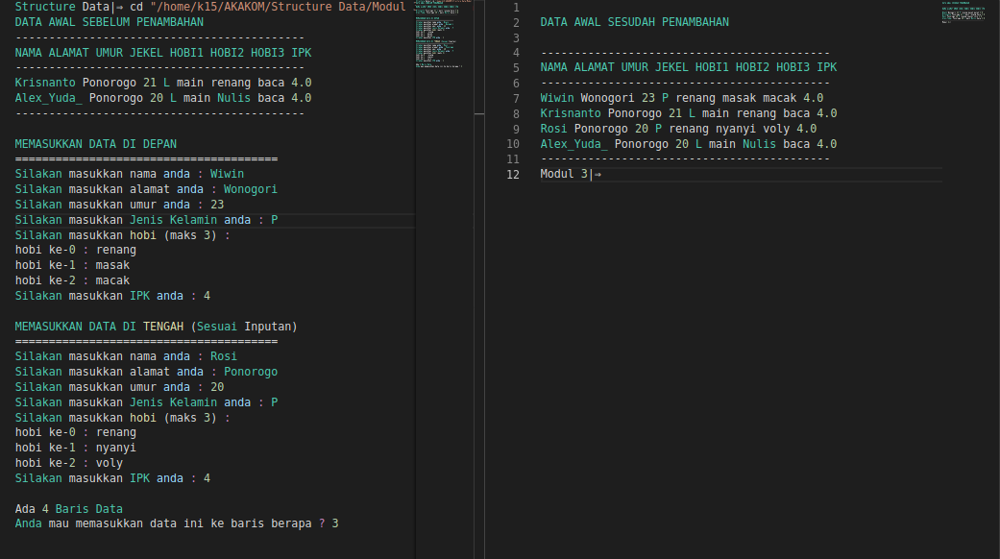 Structure Data|⇒ cd "/home/k15/AKAKOM/Structure Data/Modul
DATA AWAL SEBELUM PENAMBAHAN
-------------------------------------------
NAMA ALAMAT UMUR JEKEL HOBI1 HOBI2 HOBI3 IPK
-------------------------------------------
Krisnanto Ponorogo 21 L main renang baca 4.0
Alex_Yuda_ Ponorogo 20 L main Nulis baca 4.0
-------------------------------------------
MEMASUKKAN DATA DI DEPAN
=======================================
Silakan masukkan nama anda : Wiwin
Silakan masukkan alamat anda : Wonogori
Silakan masukkan umur anda : 23
Silakan masukkan Jenis Kelamin anda : P
Silakan masukkan hobi (maks 3) :
hobi ke-0 : renang
hobi ke-1 : masak
hobi ke-2 : macak
Silakan masukkan IPK anda : 4
MEMASUKKAN DATA DI TENGAH (Sesuai Inputan)
=======================================
Silakan masukkan nama anda : Rosi
Silakan masukkan alamat anda : Ponorogo
Silakan masukkan umur anda : 20
Silakan masukkan Jenis Kelamin anda : P
Silakan masukkan hobi (maks 3) :
hobi ke-0 : renang
hobi ke-1 : nyanyi
hobi ke-2 : voly
Silakan masukkan IPK anda : 4
Ada 4 Baris Data
Anda mau memasukkan data ini ke baris berapa ? 3
1
2 DATA AWAL SESUDAH PENAMBAHAN
3
4 -------------------------------------------
5 NAMA ALAMAT UMUR JEKEL HOBI1 HOBI2 HOBI3 IPK
6 -------------------------------------------
7 Wiwin Wonogori 23 P renang masak macak 4.0
8 Krisnanto Ponorogo 21 L main renang baca 4.0
9 Rosi Ponorogo 20 P renang nyanyi voly 4.0
10 Alex_Yuda_ Ponorogo 20 L main Nulis baca 4.0
11 -------------------------------------------
12 Modul 3|⇒